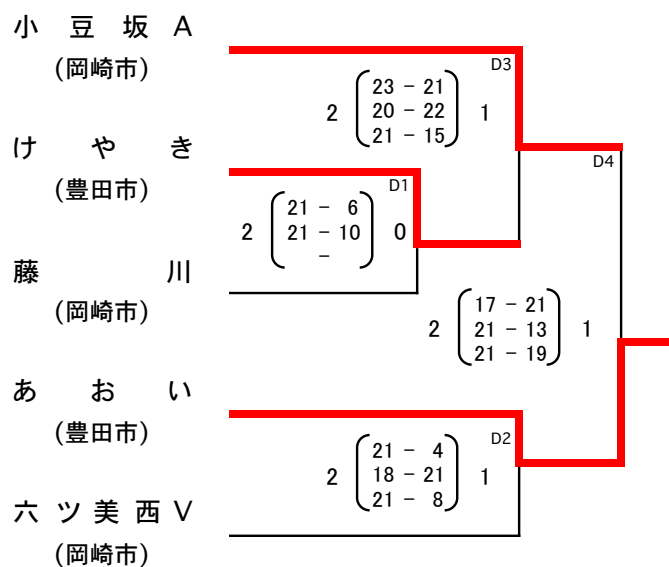 小豆坂A
(岡崎市)
D3
23 - 21
2 20 - 22 1
21 - 15
けやき
(豊田市)
D4
D1
21 - 6
2 21 - 10 0
-
藤川
(岡崎市)
17 - 21
2 21 - 13 1
21 - 19
あおい
(豊田市)
D2
21 - 4
2 18 - 21 1
21 - 8
六ツ美西V
(岡崎市)